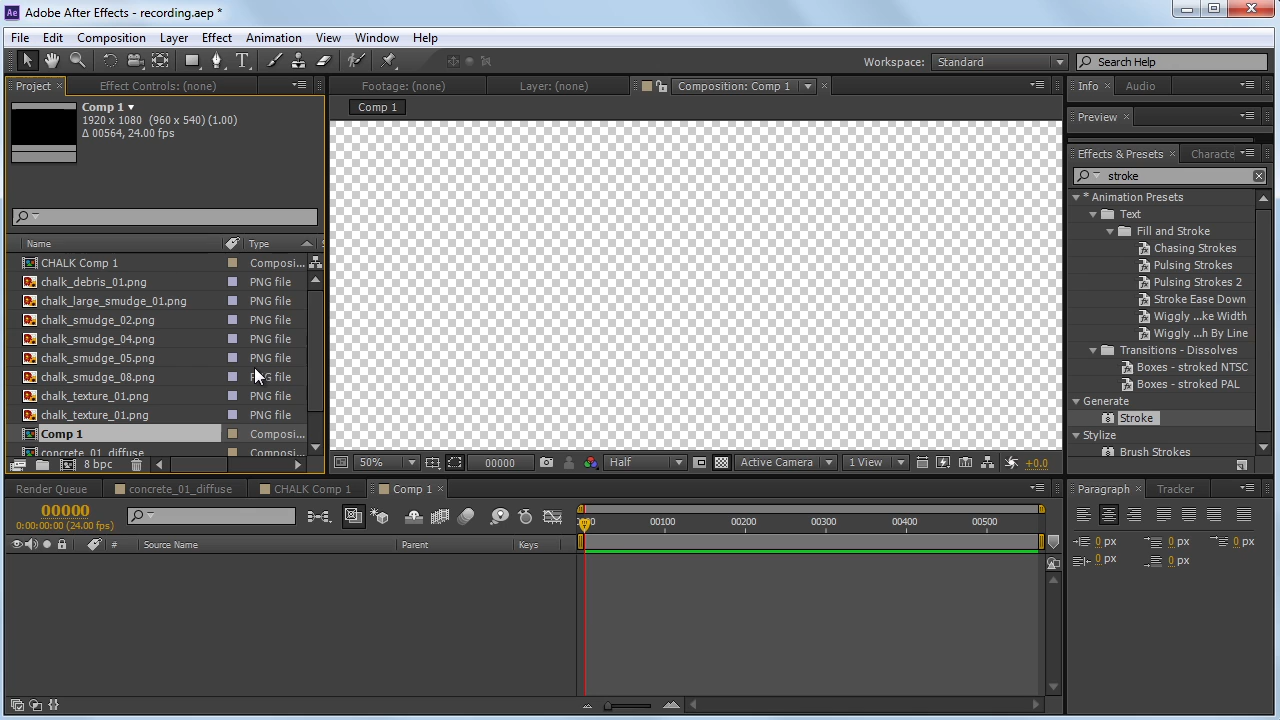 Ae Adobe After Effects - recording.aep *
File Edit Composition Layer Effect Animation View Window Help
Workspace: Standard Search Help
Project Effect Controls: (none) Footage: (none) Layer: (none) Composition: Comp 1 Info Audio
Comp 1
1920 x 1080 (960 x 540) (1.00)
Δ 00564, 24.00 fps
Comp 1
Preview
Effects & Presets Characte
stroke
* Animation Presets
Text
Fill and Stroke
Chasing Strokes
Pulsing Strokes
Pulsing Strokes 2
Stroke Ease Down
Wiggly ...ke Width
Wiggly ...h By Line
Transitions - Dissolves
Boxes - stroked NTSC
Boxes - stroked PAL
Generate
Stroke
Stylize
Brush Strokes
Name Type
CHALK Comp 1 Composi...
chalk_debris_01.png PNG file
chalk_large_smudge_01.png PNG file
chalk_smudge_02.png PNG file
chalk_smudge_04.png PNG file
chalk_smudge_05.png PNG file
chalk_smudge_08.png PNG file
chalk_texture_01.png PNG file
chalk_texture_01.png PNG file
Comp 1 Composi...
concrete_01_diffuse Composi...
8 bpc
50% 00000 Half Active Camera 1 View +0.0
Render Queue concrete_01_diffuse CHALK Comp 1 Comp 1
00000
0:00:00:00 (24.00 fps)
# Source Name Parent Keys
00100 00200 00300 00400 00500
Paragraph Tracker
0 px 0 px 0 px
0 px 0 px